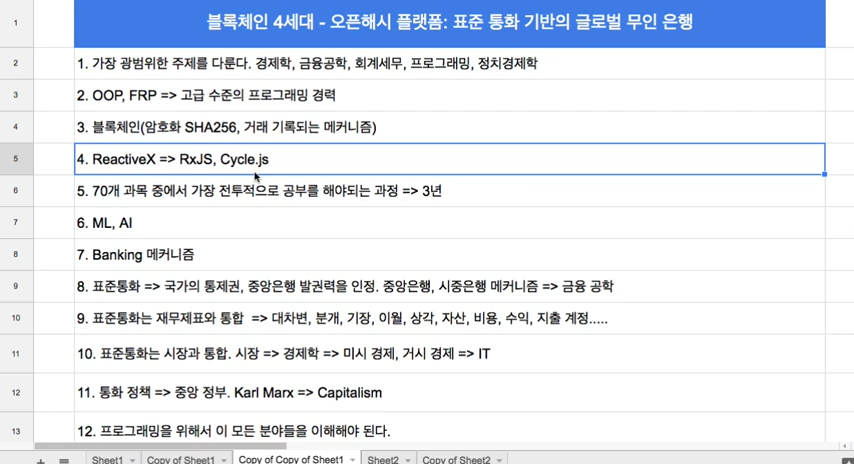 1
블록체인 4세대 - 오픈해시 플랫폼: 표준 통화 기반의 글로벌 무인 은행
2
1. 가장 광범위한 주제를 다룬다. 경제학, 금융공학, 회계세무, 프로그래밍, 정치경제학
3
2. OOP, FRP => 고급 수준의 프로그래밍 경력
4
3. 블록체인(암호화 SHA256, 거래 기록되는 메커니즘)
5
4. ReactiveX => RxJS, Cycle.js
6
5. 70개 과목 중에서 가장 전투적으로 공부를 해야되는 과정 => 3년
7
6. ML, AI
8
7. Banking 메커니즘
9
8. 표준통화 => 국가의 통제권, 중앙은행 발권력을 인정. 중앙은행, 시중은행 메커니즘 => 금융 공학
10
9. 표준통화는 재무제표와 통합 => 대차변, 분개, 기장, 이월, 상각, 자산, 비용, 수익, 지출 계정.....
11
10. 표준통화는 시장과 통합. 시장 => 경제학 => 미시 경제, 거시 경제 => IT
12
11. 통화 정책 => 중앙 정부. Karl Marx => Capitalism
13
12. 프로그래밍을 위해서 이 모든 분야들을 이해해야 된다.
Sheet1 Copy of Sheet1 Copy of Copy of Sheet1 Sheet2 Copy of Sheet2